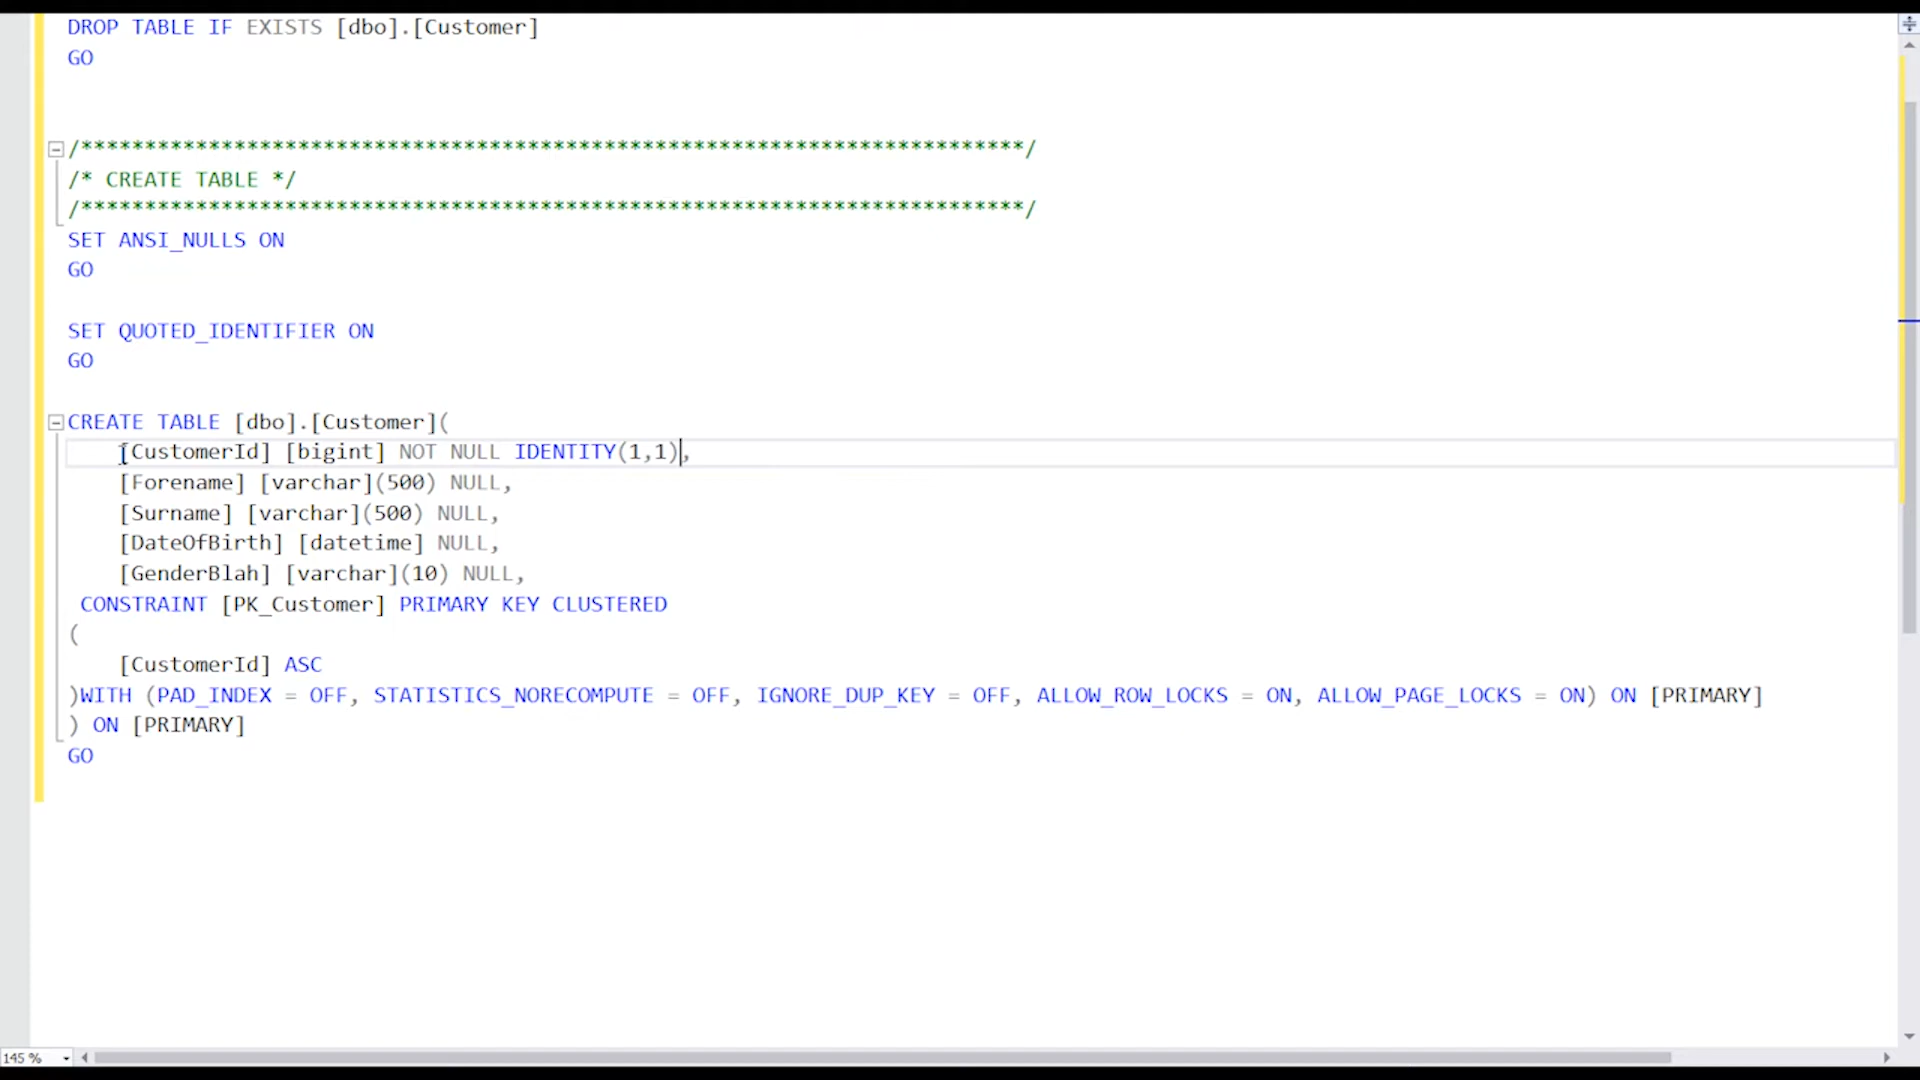 DROP TABLE IF EXISTS [dbo].[Customer]
GO
/**************************************************************************/
/* CREATE TABLE */
/**************************************************************************/
SET ANSI_NULLS ON
GO
SET QUOTED_IDENTIFIER ON
GO
CREATE TABLE [dbo].[Customer](
[CustomerId] [bigint] NOT NULL IDENTITY(1,1),
[Forename] [varchar](500) NULL,
[Surname] [varchar](500) NULL,
[DateOfBirth] [datetime] NULL,
[GenderBlah] [varchar](10) NULL,
CONSTRAINT [PK_Customer] PRIMARY KEY CLUSTERED
(
[CustomerId] ASC
)WITH (PAD_INDEX = OFF, STATISTICS_NORECOMPUTE = OFF, IGNORE_DUP_KEY = OFF, ALLOW_ROW_LOCKS = ON, ALLOW_PAGE_LOCKS = ON) ON [PRIMARY]
) ON [PRIMARY]
GO
145 %